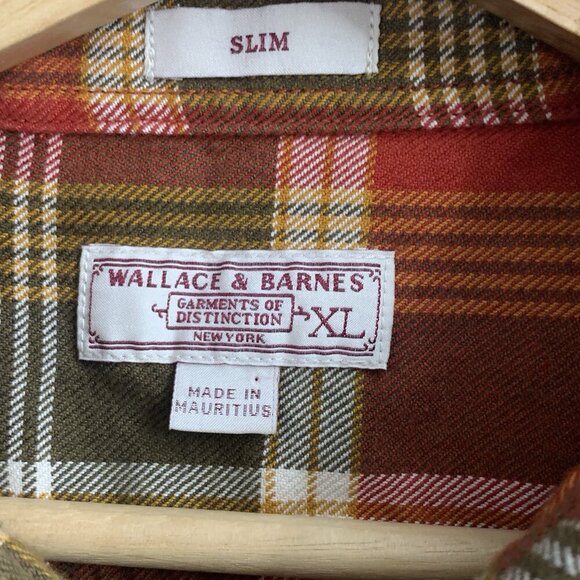 SLIM
WALLACE & BARNES
GARMENTS OF
DISTINCTION
XL
NEW YORK
MADE IN
MAURITIUS